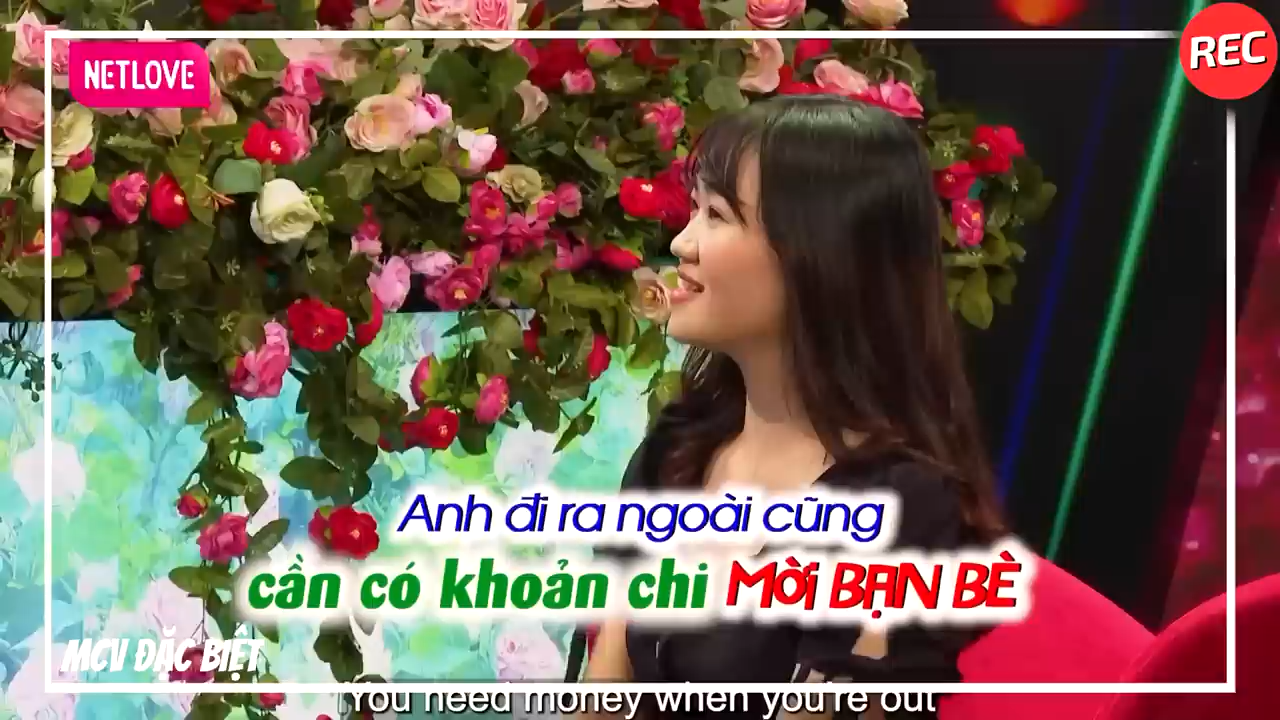 NETLOVE
REC
Anh đi ra ngoài cũng
cần có khoản chi MỜI BẠN BÈ
MCV ĐẶC BIỆT
You need money when you're out